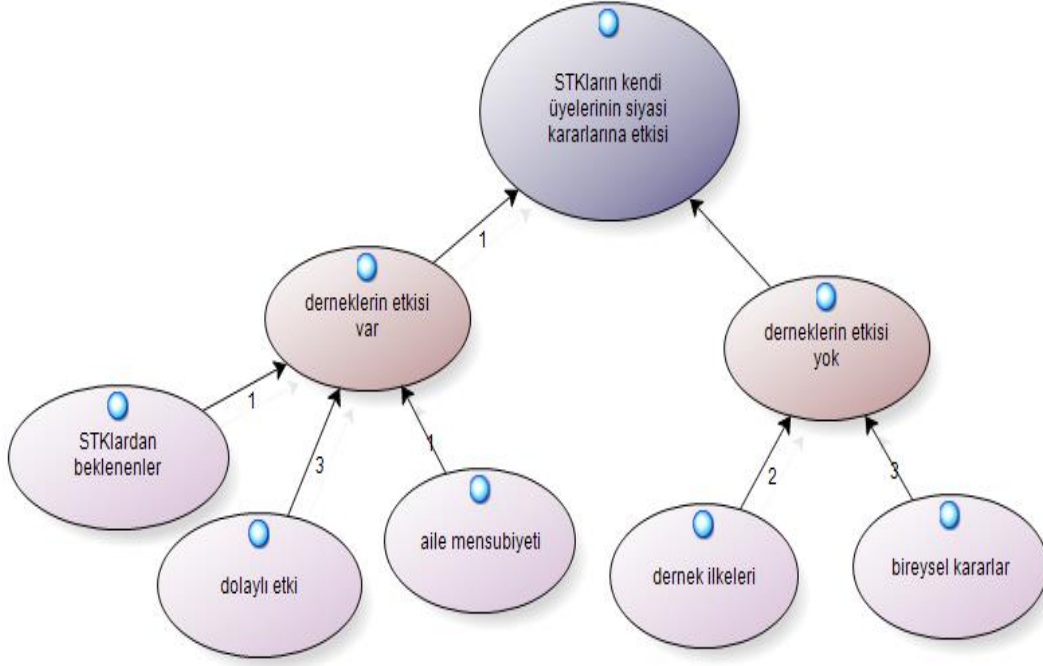 STKların kendi
üyelerinin siyasi
kararlarına etkisi
1
derneklerin etkisi
var
derneklerin etkisi
yok
1
3
1
2
3
STKlardan
beklenenler
dolaylı etki
aile mensubiyeti
dernek ilkeleri
bireysel kararlar